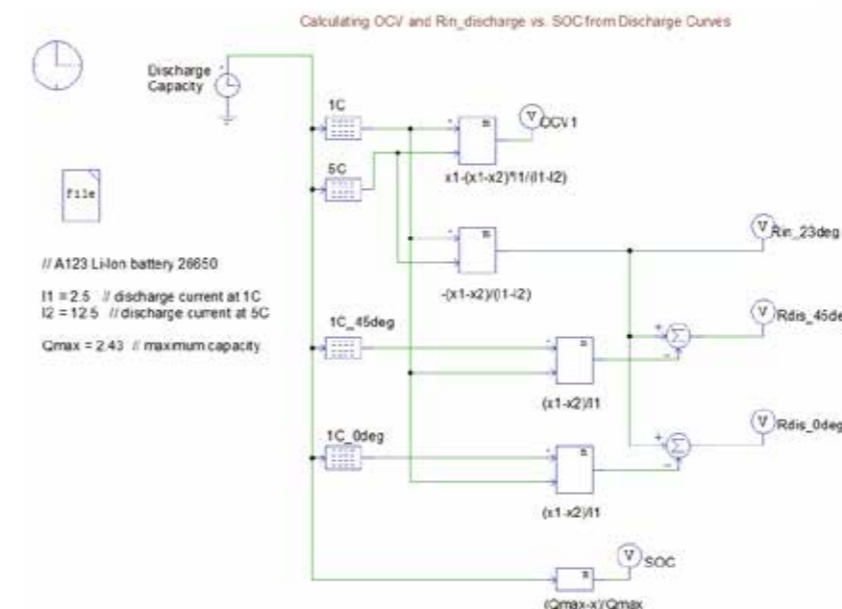 Calculating OCV and Rin_discharge vs. SOC from Discharge Curves
Discharge
Capacity
1C
V
OCV1
n
x1-(x1-x2)*I1/(I1-I2)
5C
File
n
V
Rin_23deg
-(x1-x2)/(I1-I2)
// A123 Li-Ion battery 26650
I1 = 2.5 // discharge current at 1C
I2 = 12.5 // discharge current at 5C
Qmax = 2.43 // maximum capacity
1C_45deg
V
Rdis_45de
+
Σ
-
n
(x1-x2)/I1
1C_0deg
V
Rdis_0deg
+
Σ
-
n
(x1-x2)/I1
V
SOC
n
(Qmax-x)/Qmax